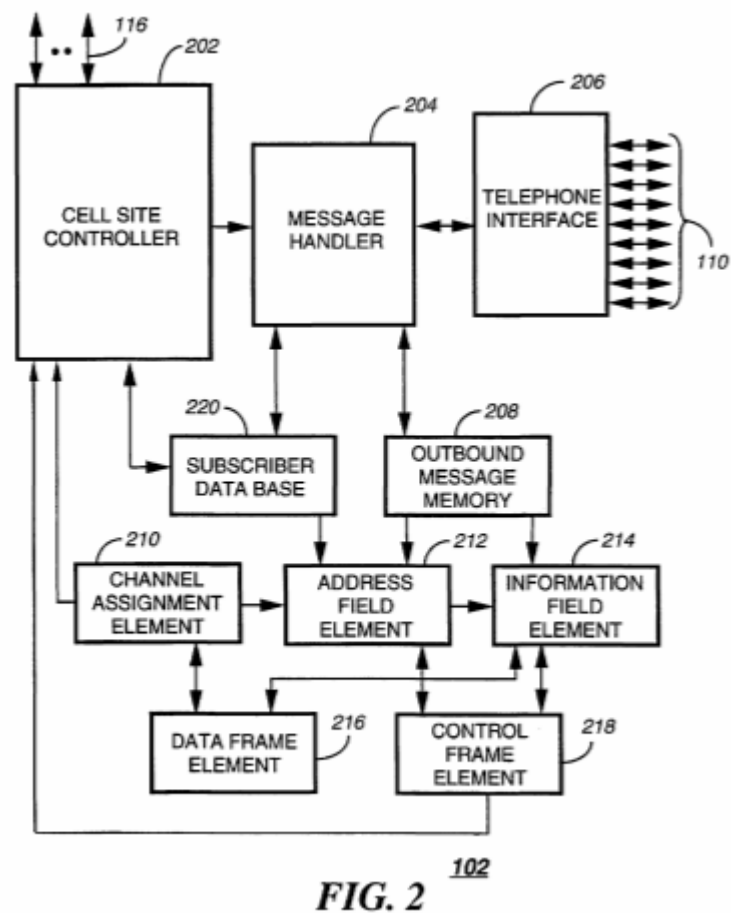 116
202
206
204
CELL SITE
CONTROLLER
MESSAGE
HANDLER
TELEPHONE
INTERFACE
110
220
208
SUBSCRIBER
DATA BASE
OUTBOUND
MESSAGE
MEMORY
210
212
214
CHANNEL
ASSIGNMENT
ELEMENT
ADDRESS
FIELD
ELEMENT
INFORMATION
FIELD
ELEMENT
DATA FRAME
ELEMENT
216
CONTROL
FRAME
ELEMENT
218
102
FIG. 2